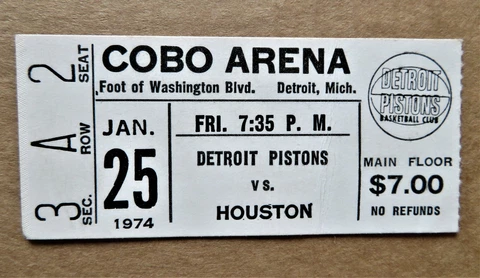 COBO ARENA
Foot of Washington Blvd. Detroit, Mich.
2 SEAT
A ROW
3 SEC.
JAN.
25
1974
FRI. 7:35 P. M.
DETROIT PISTONS
vs.
HOUSTON
DETROIT
PISTONS
BASKETBALL CLUB
MAIN FLOOR
$7.00
NO REFUNDS